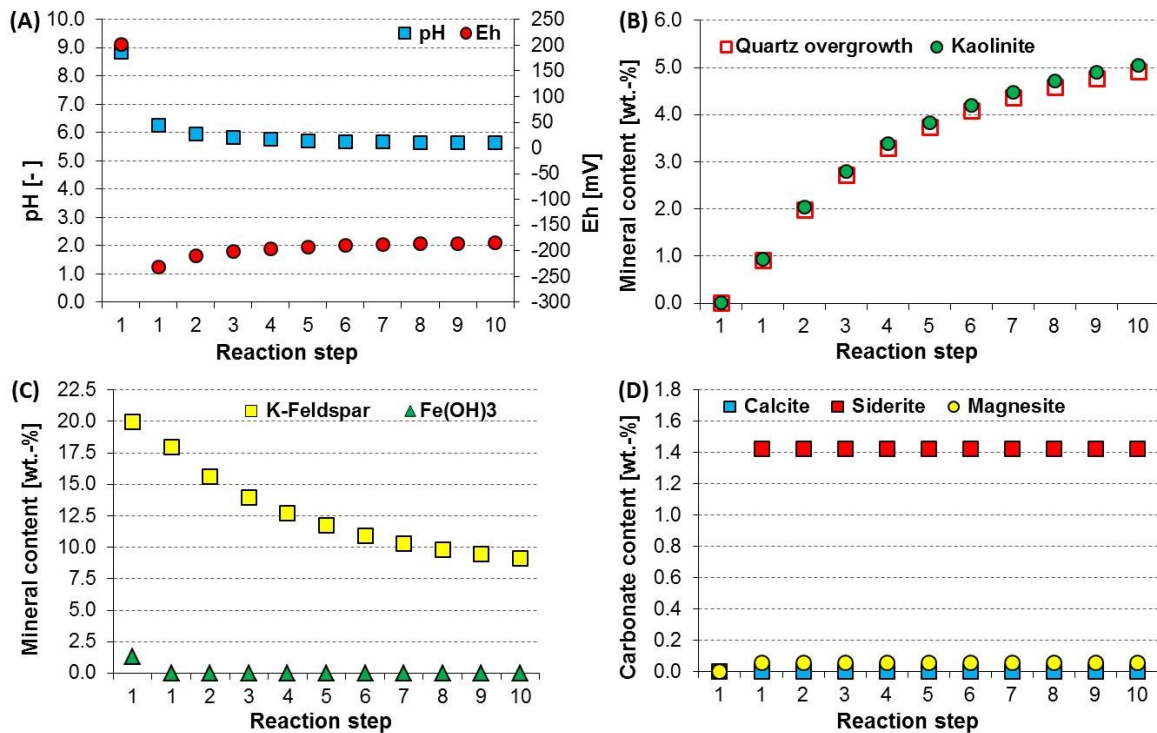 (A)
pH Eh
10.0
9.0
8.0
7.0
6.0
5.0
4.0
3.0
2.0
1.0
0.0
pH [-]
250
200
150
100
50
0
-50
-100
-150
-200
-250
-300
Eh [mV]
1 1 2 3 4 5 6 7 8 9 10
Reaction step
(B)
Quartz overgrowth Kaolinite
6.0
5.0
4.0
3.0
2.0
1.0
0.0
Mineral content [wt.-%]
1 1 2 3 4 5 6 7 8 9 10
Reaction step
(C)
K-Feldspar Fe(OH)3
22.5
20.0
17.5
15.0
12.5
10.0
7.5
5.0
2.5
0.0
Mineral content [wt.-%]
1 1 2 3 4 5 6 7 8 9 10
Reaction step
(D)
Calcite Siderite Magnesite
1.8
1.6
1.4
1.2
1.0
0.8
0.6
0.4
0.2
0.0
Carbonate content [wt.-%]
1 1 2 3 4 5 6 7 8 9 10
Reaction step